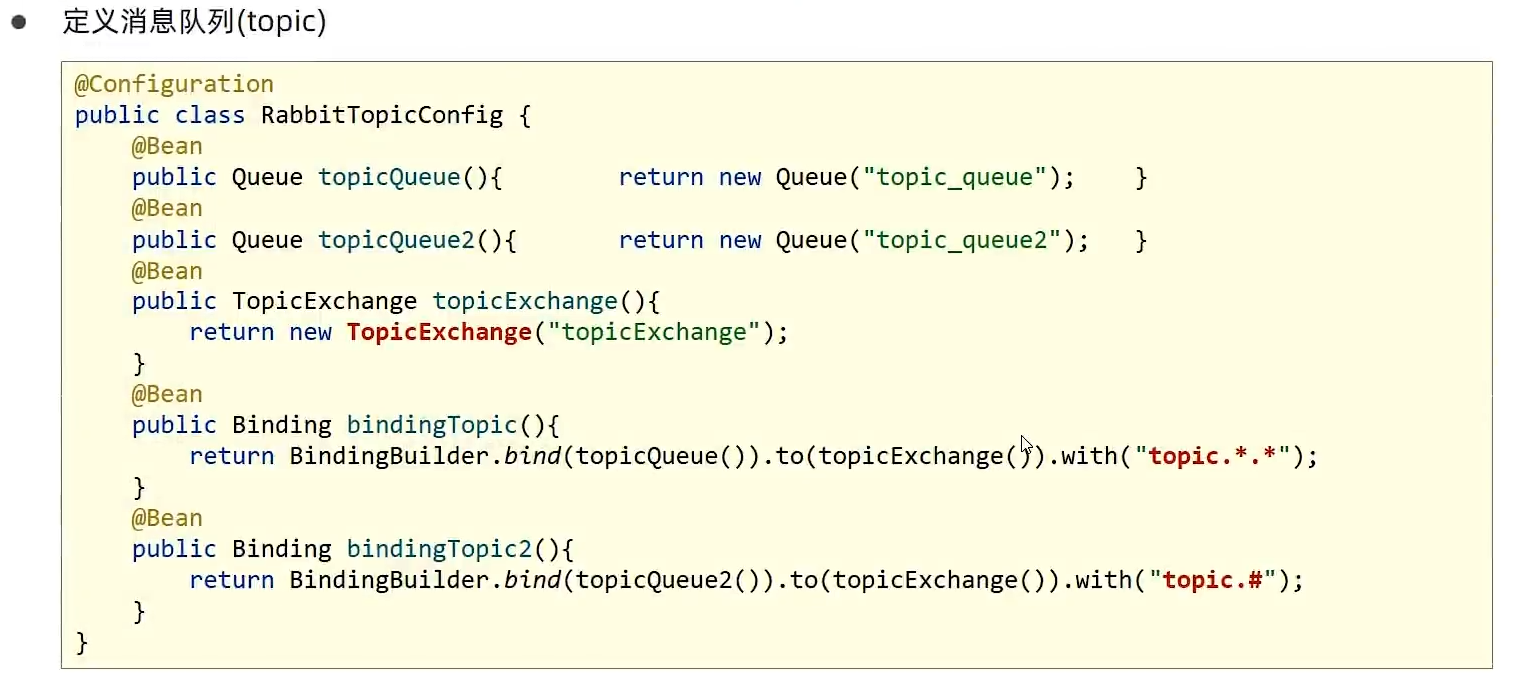 ● 定义消息队列(topic)
@Configuration
public class RabbitTopicConfig {
    @Bean
    public Queue topicQueue(){        return new Queue("topic_queue");    }
    @Bean
    public Queue topicQueue2(){       return new Queue("topic_queue2");   }
    @Bean
    public TopicExchange topicExchange(){
        return new TopicExchange("topicExchange");
    }
    @Bean
    public Binding bindingTopic(){
        return BindingBuilder.bind(topicQueue()).to(topicExchange()).with("topic.*.*");
    }
    @Bean
    public Binding bindingTopic2(){
        return BindingBuilder.bind(topicQueue2()).to(topicExchange()).with("topic.#");
    }
}